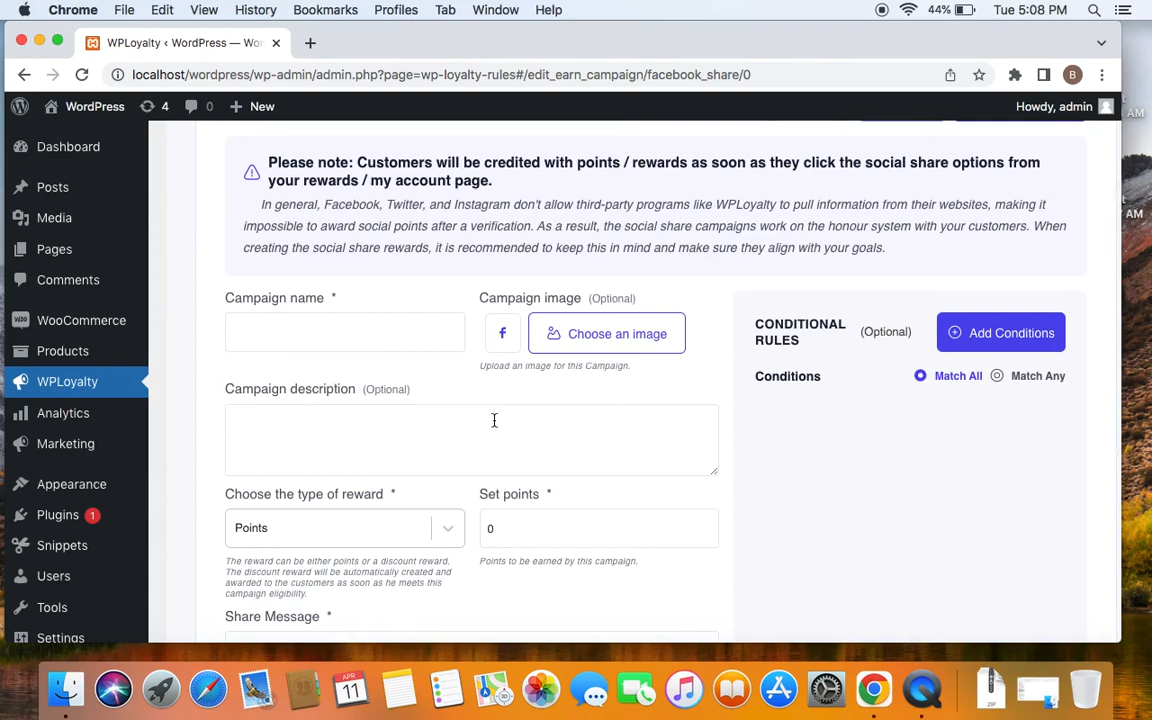 Chrome File Edit View History Bookmarks Profiles Tab Window Help 44% Tue 5:08 PM
WPLoyalty ‹ WordPress — Wor
localhost/wordpress/wp-admin/admin.php?page=wp-loyalty-rules#/edit_earn_campaign/facebook_share/0 B
WordPress 4 0 New Howdy, admin
AM
Dashboard
Posts
Media
Pages
Comments
WooCommerce
Products
WPLoyalty
Analytics
Marketing
Appearance
Plugins 1
Snippets
Users
Tools
Settings
Please note: Customers will be credited with points / rewards as soon as they click the social share options from
your rewards / my account page.
In general, Facebook, Twitter, and Instagram don't allow third-party programs like WPLoyalty to pull information from their websites, making it
impossible to award social points after a verification. As a result, the social share campaigns work on the honour system with your customers. When
creating the social share rewards, it is recommended to keep this in mind and make sure they align with your goals.
Campaign name * Campaign image (Optional)
f Choose an image
Upload an image for this Campaign.
Campaign description (Optional)
Choose the type of reward * Set points *
Points 0
The reward can be either points or a discount reward.
The discount reward will be automatically created and
awarded to the customers as soon as he meets this
campaign eligibility.
Points to be earned by this campaign.
Share Message *
CONDITIONAL
RULES (Optional) Add Conditions
Conditions Match All Match Any
AM
APR
11
ZIP